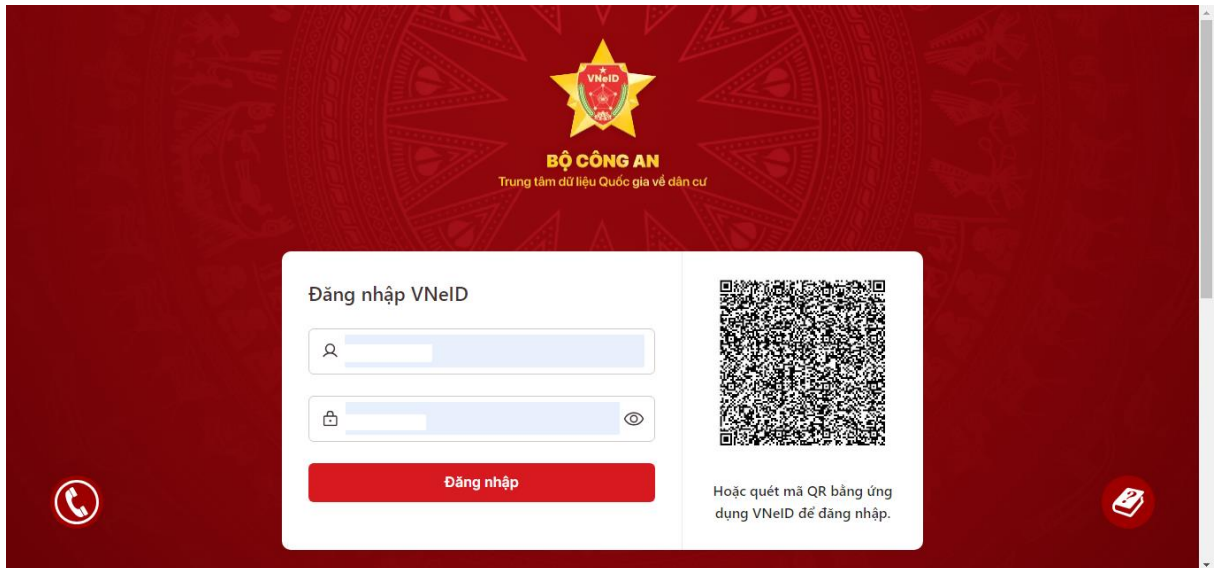 VNeID
BỘ CÔNG AN
Trung tâm dữ liệu Quốc gia về dân cư
Đăng nhập VNeID
Đăng nhập
Hoặc quét mã QR bằng ứng
dụng VNeID để đăng nhập.